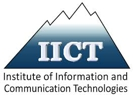 IICT
Institute of Information and
Communication Technologies